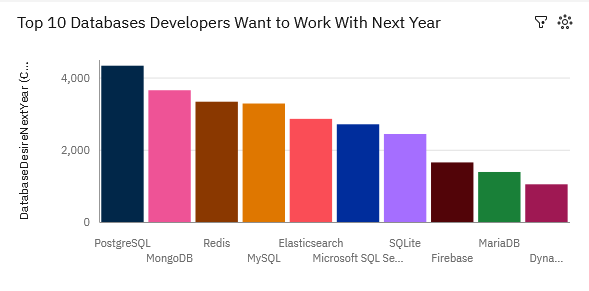 Top 10 Databases Developers Want to Work With Next Year
DatabaseDesireNextYear (C...
4,000
2,000
0
PostgreSQL
MongoDB
Redis
MySQL
Elasticsearch
Microsoft SQL Se...
SQLite
Firebase
MariaDB
Dyna...